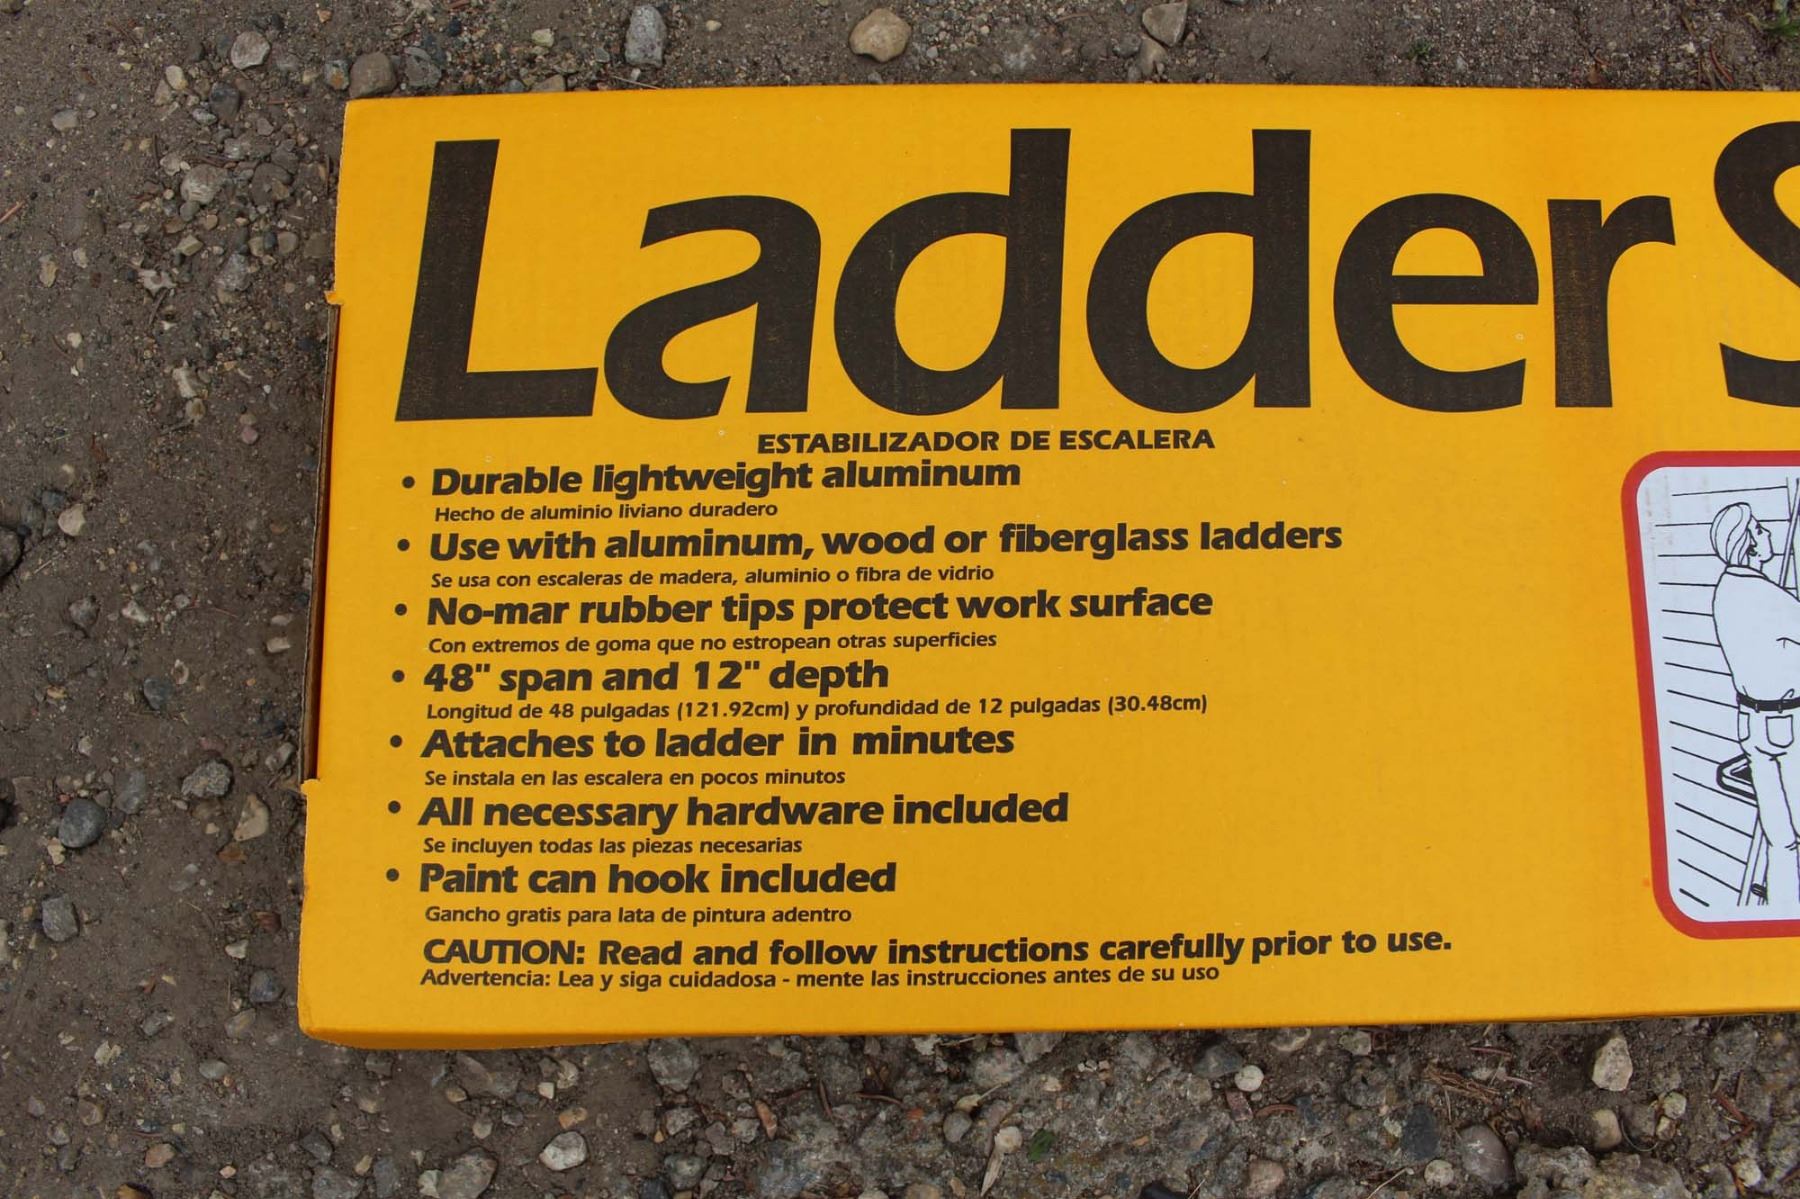 Ladder S
ESTABILIZADOR DE ESCALERA
• Durable lightweight aluminum
Hecho de aluminio liviano duradero
• Use with aluminum, wood or fiberglass ladders
Se usa con escaleras de madera, aluminio o fibra de vidrio
• No-mar rubber tips protect work surface
Con extremos de goma que no estropean otras superficies
• 48" span and 12" depth
Longitud de 48 pulgadas (121.92cm) y profundidad de 12 pulgadas (30.48cm)
• Attaches to ladder in minutes
Se instala en las escalera en pocos minutos
• All necessary hardware included
Se incluyen todas las piezas necesarias
• Paint can hook included
Gancho gratis para lata de pintura adentro
CAUTION: Read and follow instructions carefully prior to use.
Advertencia: Lea y siga cuidadosa - mente las instrucciones antes de su uso